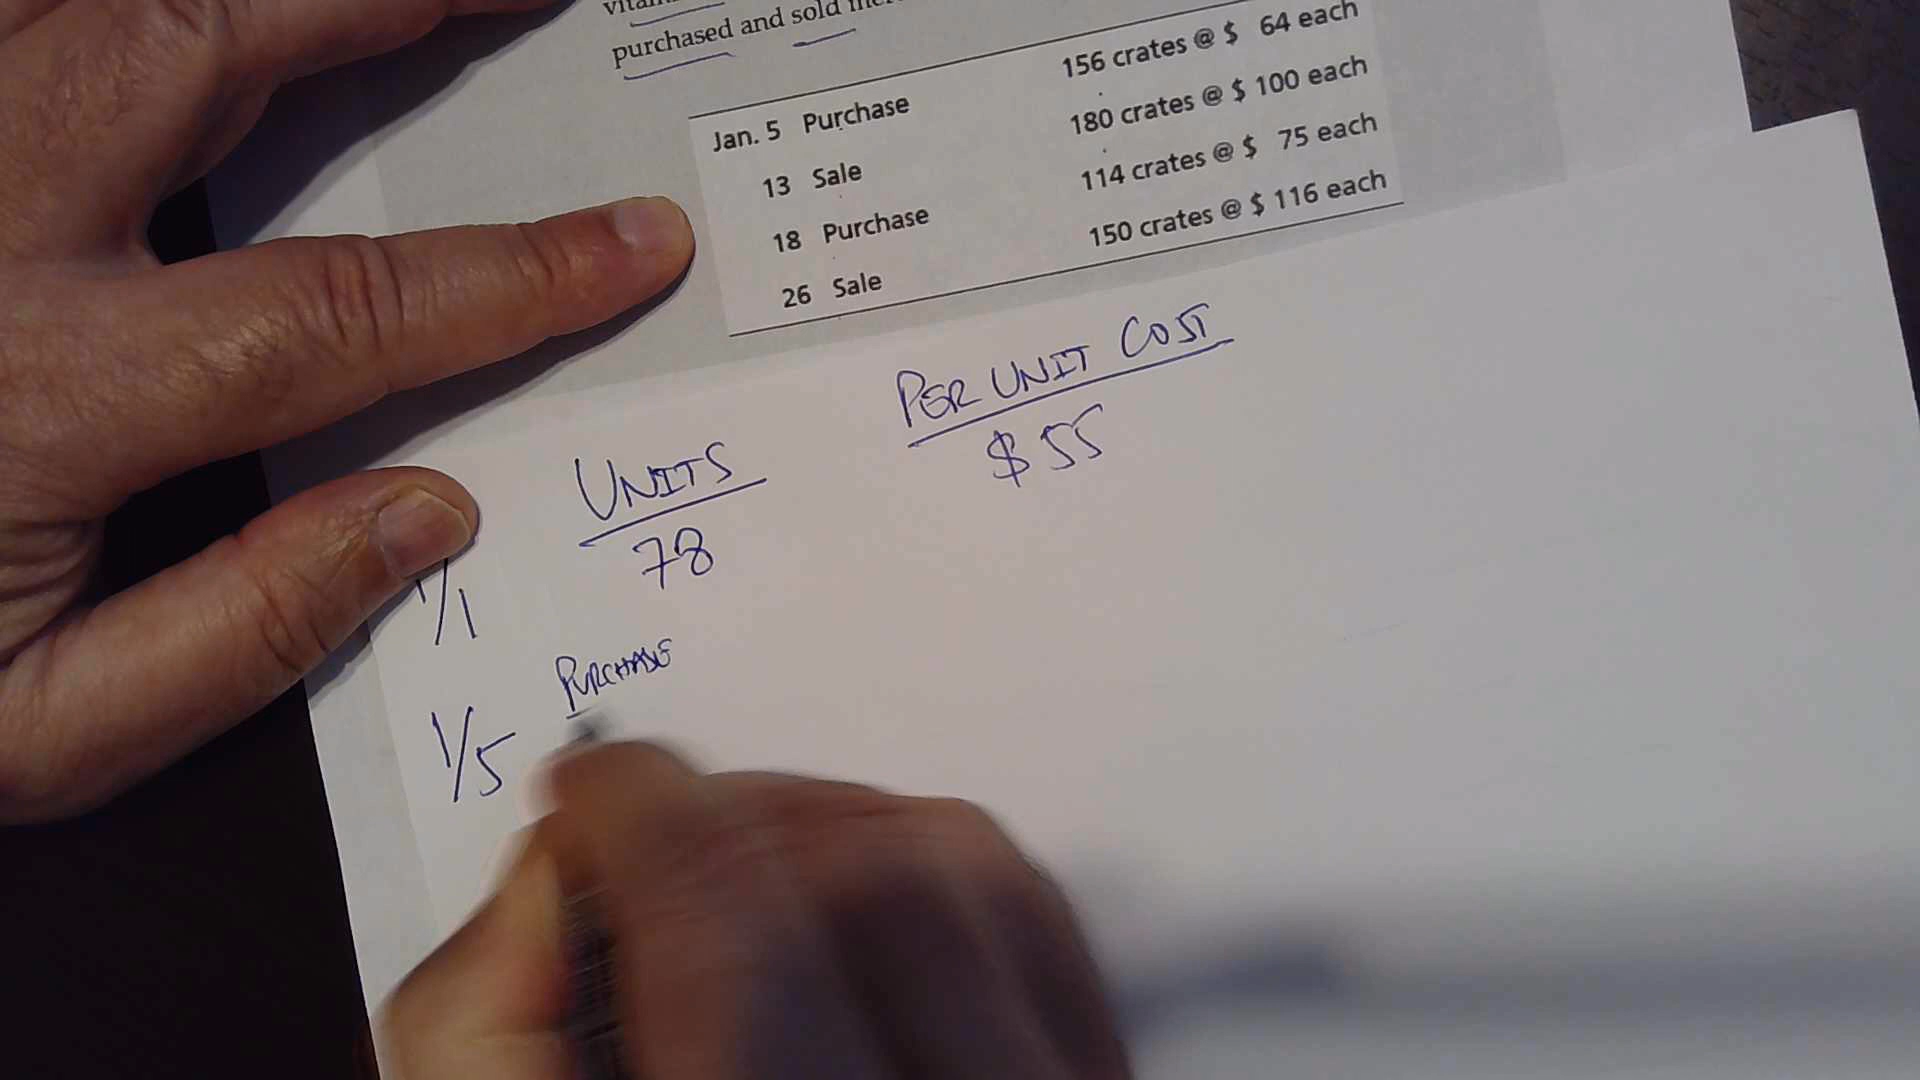 purchased and sold
Jan. 5 Purchase 156 crates @ $ 64 each
13 Sale 180 crates @ $ 100 each
18 Purchase 114 crates @ $ 75 each
26 Sale 150 crates @ $ 116 each
UNITS PER UNIT COST
1/1 78 $55
1/5 PURCHASE